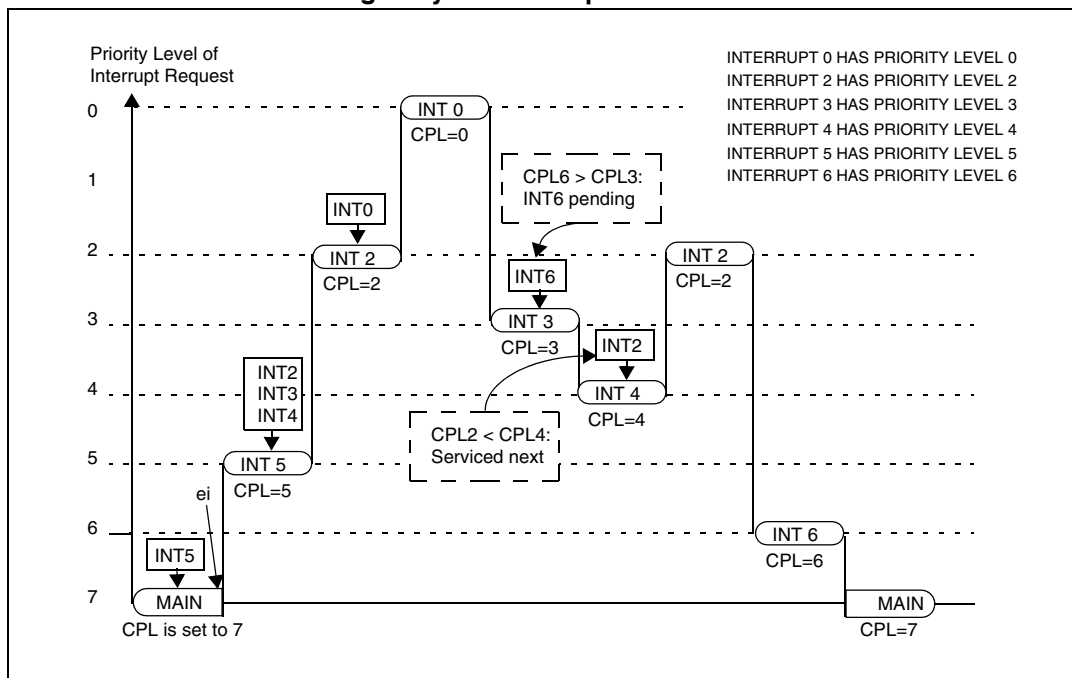 Priority Level of
Interrupt Request
INTERRUPT 0 HAS PRIORITY LEVEL 0
INTERRUPT 2 HAS PRIORITY LEVEL 2
INTERRUPT 3 HAS PRIORITY LEVEL 3
INTERRUPT 4 HAS PRIORITY LEVEL 4
INTERRUPT 5 HAS PRIORITY LEVEL 5
INTERRUPT 6 HAS PRIORITY LEVEL 6
0
INT 0
CPL=0
1
CPL6 > CPL3:
INT6 pending
INT0
2
INT 2
CPL=2
INT 2
CPL=2
INT6
3
INT 3
CPL=3
INT2
INT2
INT3
INT4
4
INT 4
CPL=4
CPL2 < CPL4:
Serviced next
5
INT 5
CPL=5
ei
6
INT 6
CPL=6
INT5
7
MAIN
CPL is set to 7
MAIN
CPL=7